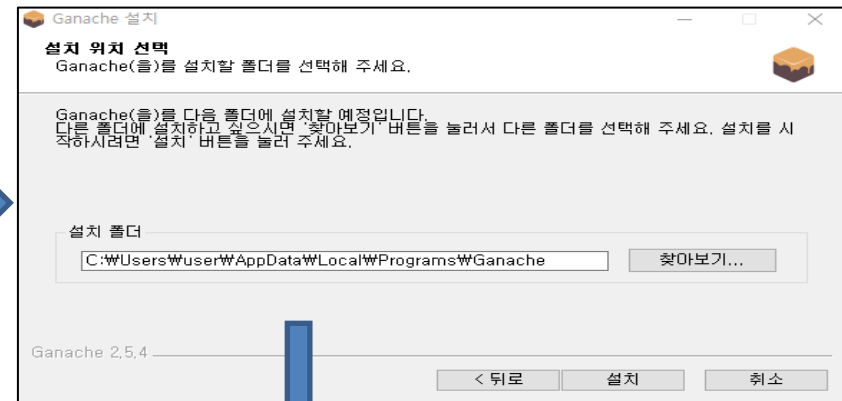 Ganache 설치
설치 위치 선택
Ganache(을)를 설치할 폴더를 선택해 주세요.
Ganache(을)를 다음 폴더에 설치할 예정입니다.
다른 폴더에 설치하고 싶으시면 '찾아보기' 버튼을 눌러서 다른 폴더를 선택해 주세요. 설치를 시
작하시려면 '설치' 버튼을 눌러 주세요.
설치 폴더
C:₩Users₩user₩AppData₩Local₩Programs₩Ganache
찾아보기...
Ganache 2.5.4
< 뒤로
설치
취소